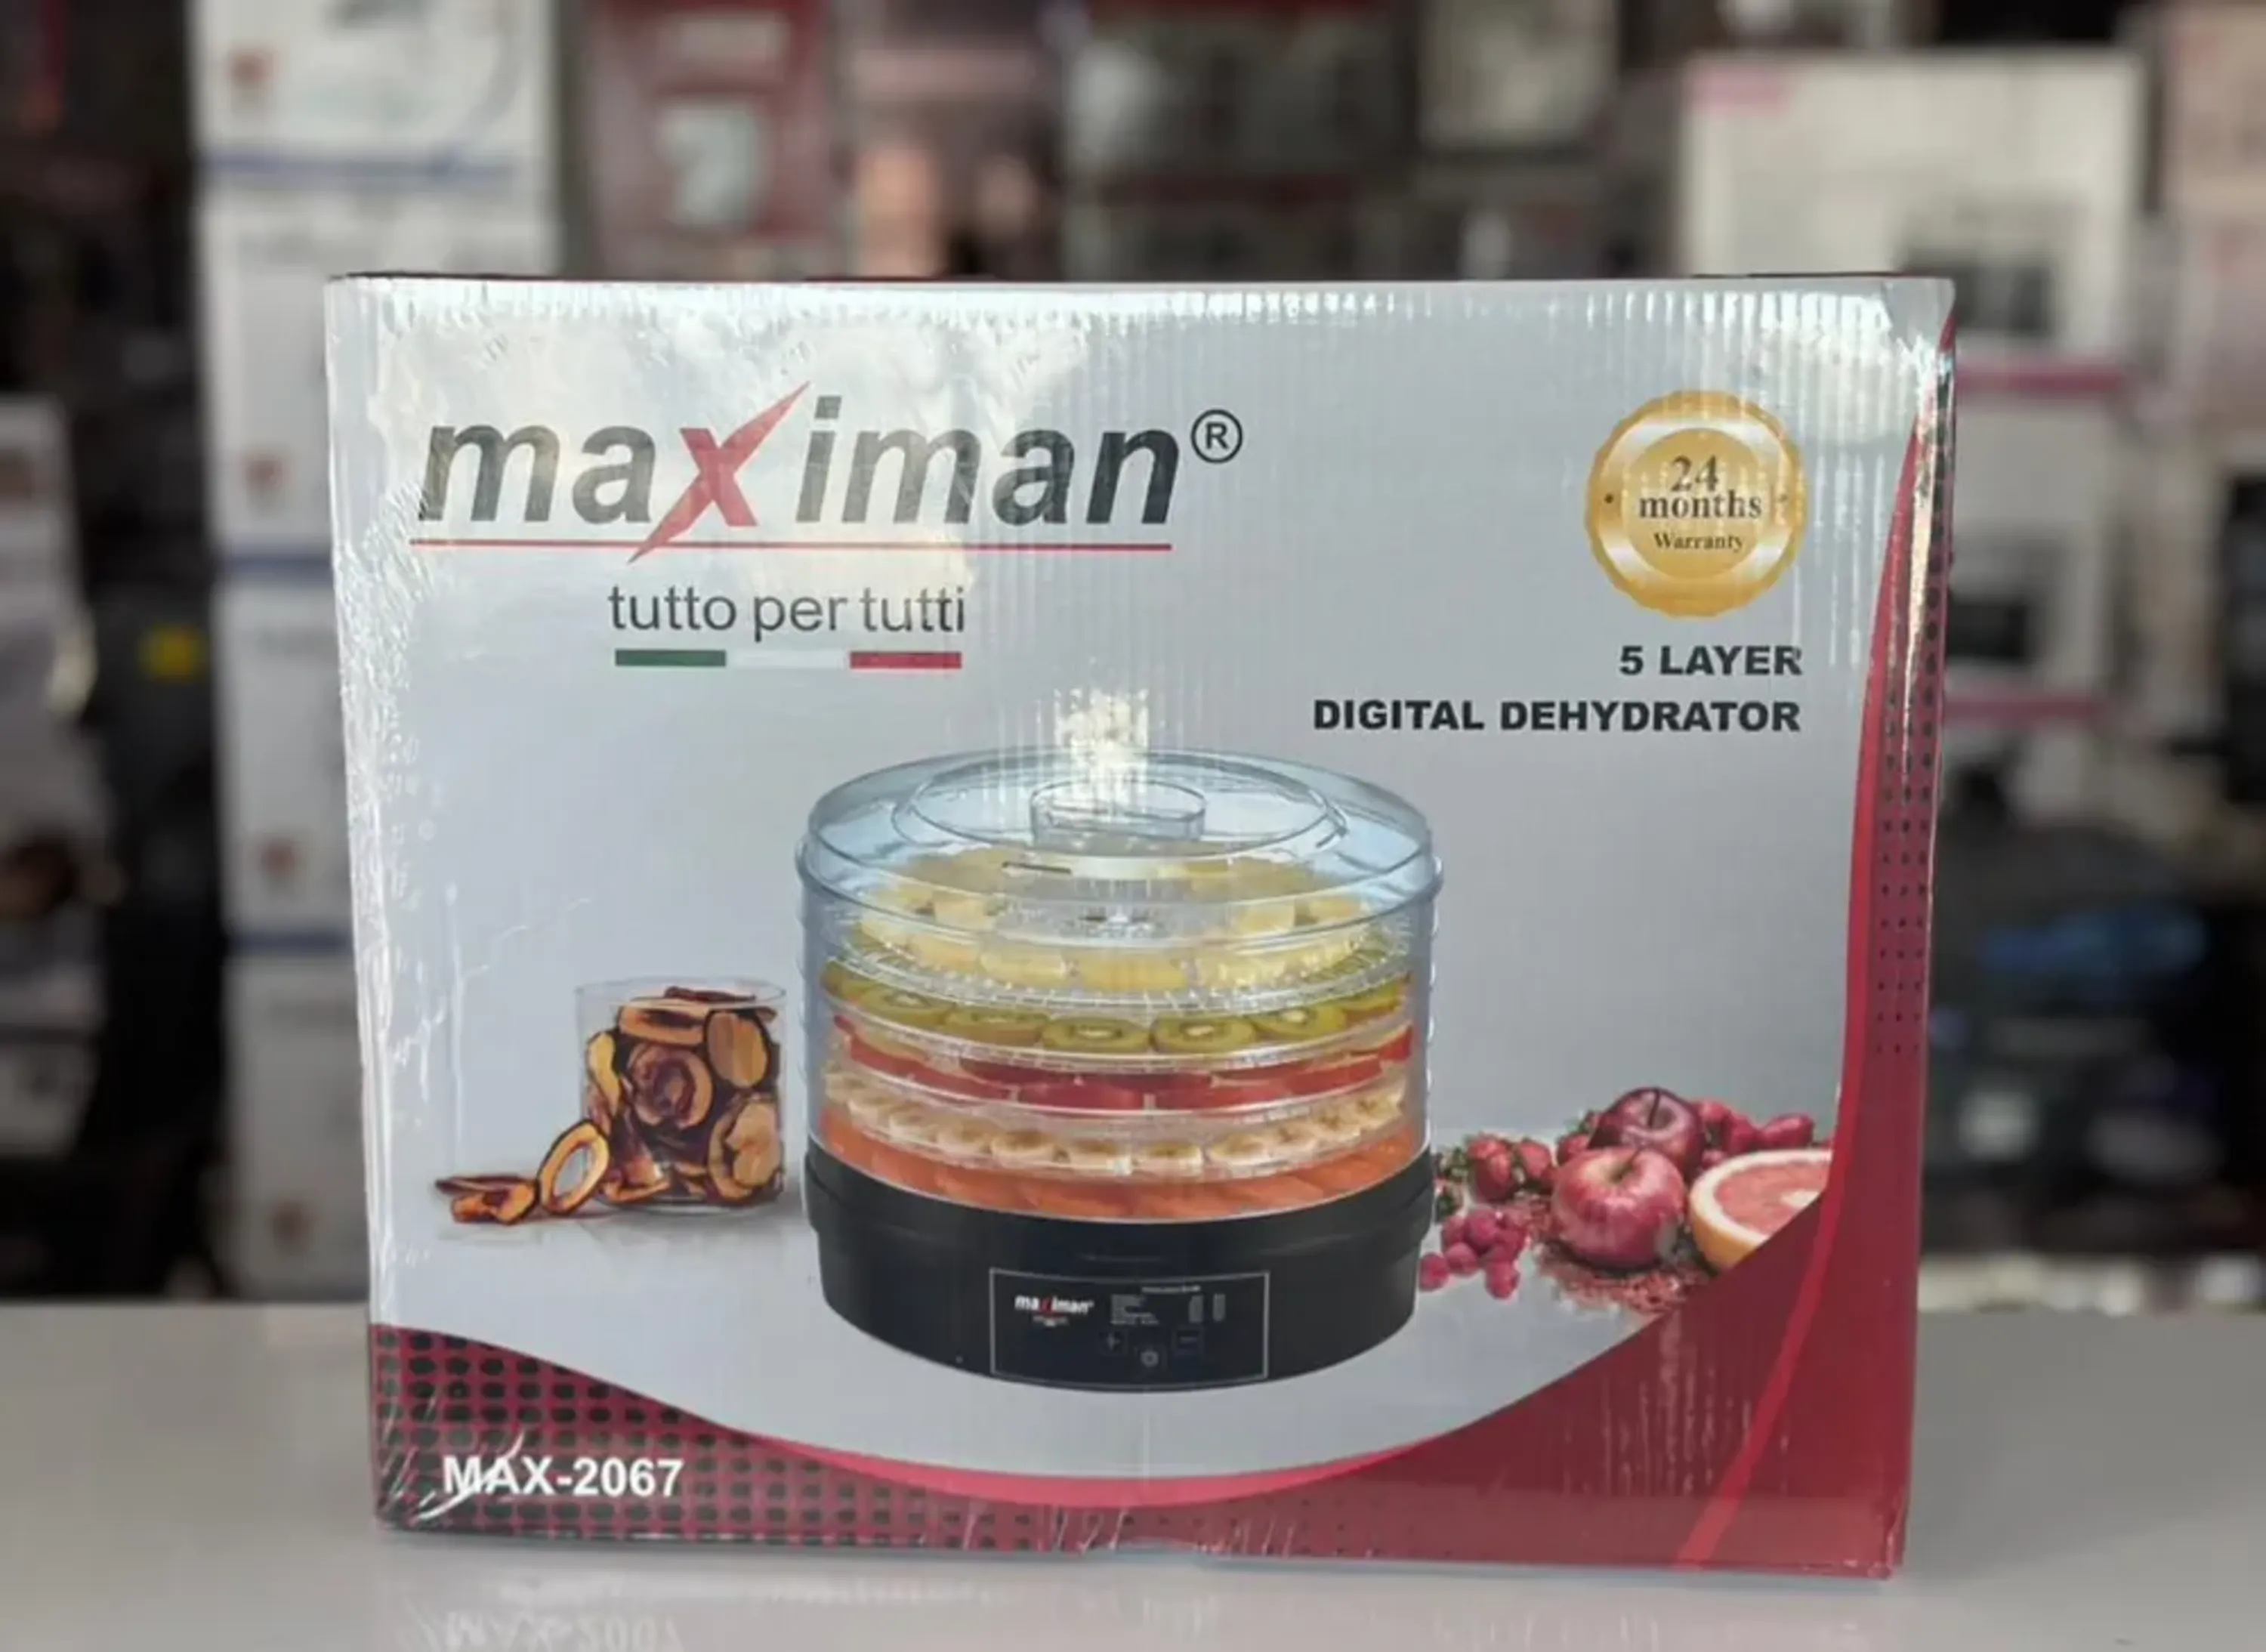 maximan®
tutto per tutti
24
months
Warranty
5 LAYER
DIGITAL DEHYDRATOR
maximan
MAX-2067